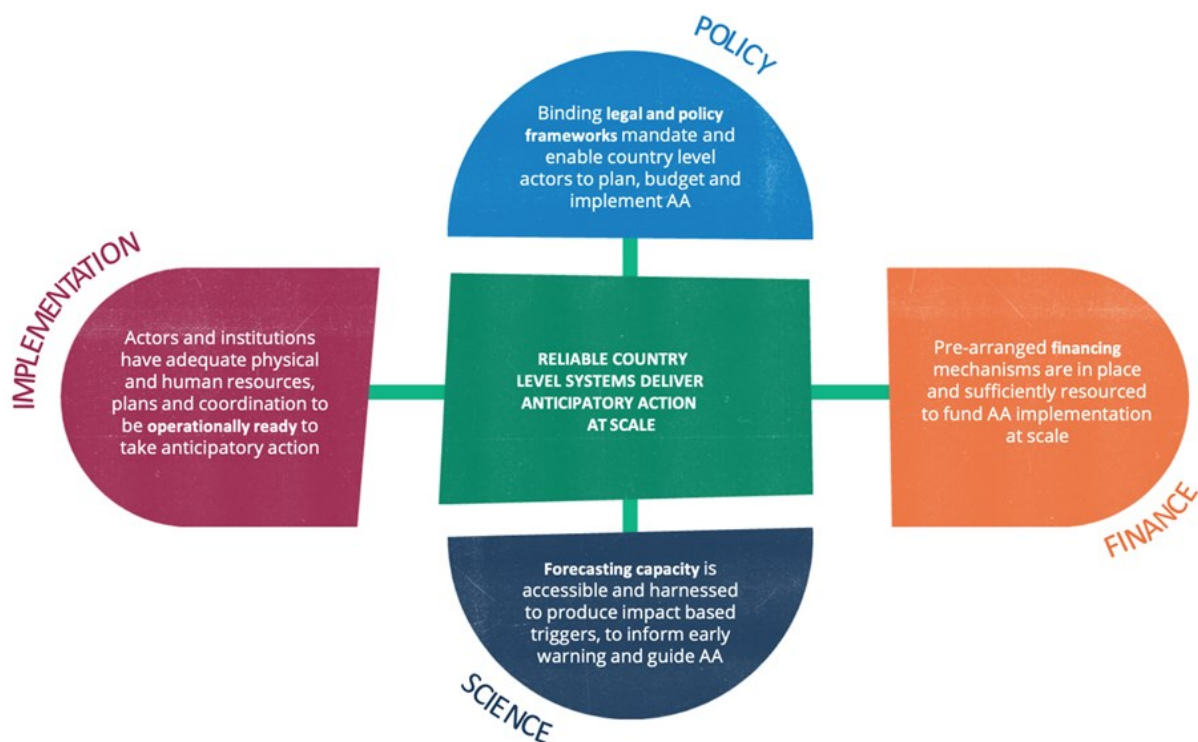 POLICY
Binding legal and policy
frameworks mandate and
enable country level
actors to plan, budget and
implement AA
IMPLEMENTATION
Actors and institutions
have adequate physical
and human resources,
plans and coordination to
be operationally ready to
take anticipatory action
RELIABLE COUNTRY
LEVEL SYSTEMS DELIVER
ANTICIPATORY ACTION
AT SCALE
Pre-arranged financing
mechanisms are in place
and sufficiently resourced
to fund AA implementation
at scale
FINANCE
Forecasting capacity is
accessible and harnessed
to produce impact based
triggers, to inform early
warning and guide AA
SCIENCE